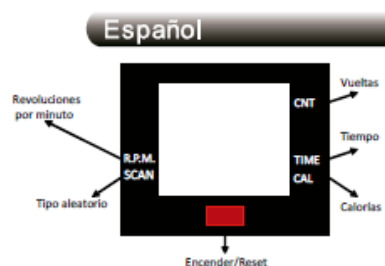 Español
Vueltas
Revoluciones
por minuto
CNT
Tiempo
R.P.M.
TIME
SCAN
CAL
Tipo aleatorio
Calorías
Encender/Reset